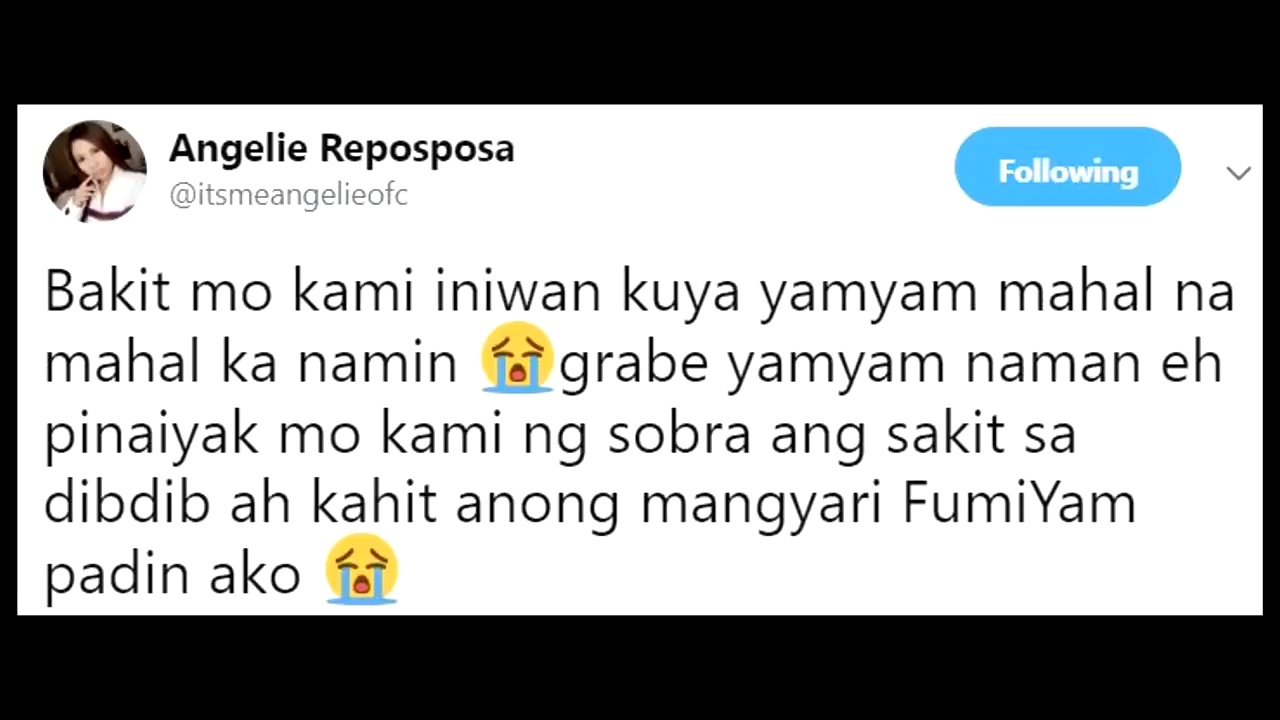 Angelie Reposposa
@itsmeangelieofc
Following
Bakit mo kami iniwan kuya yamyam mahal na
mahal ka namin 😭grabe yamyam naman eh
pinaiyak mo kami ng sobra ang sakit sa
dibdib ah kahit anong mangyari FumiYam
padin ako 😭